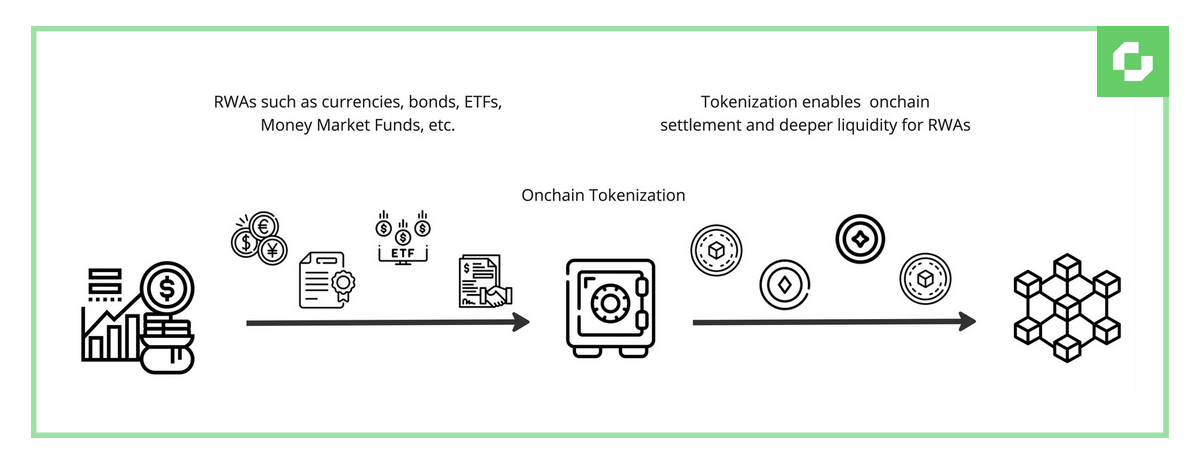 RWAs such as currencies, bonds, ETFs,
Money Market Funds, etc.
Tokenization enables  onchain
settlement and deeper liquidity for RWAs
Onchain Tokenization
€
$
¥
$
$
$
ETF
$
$